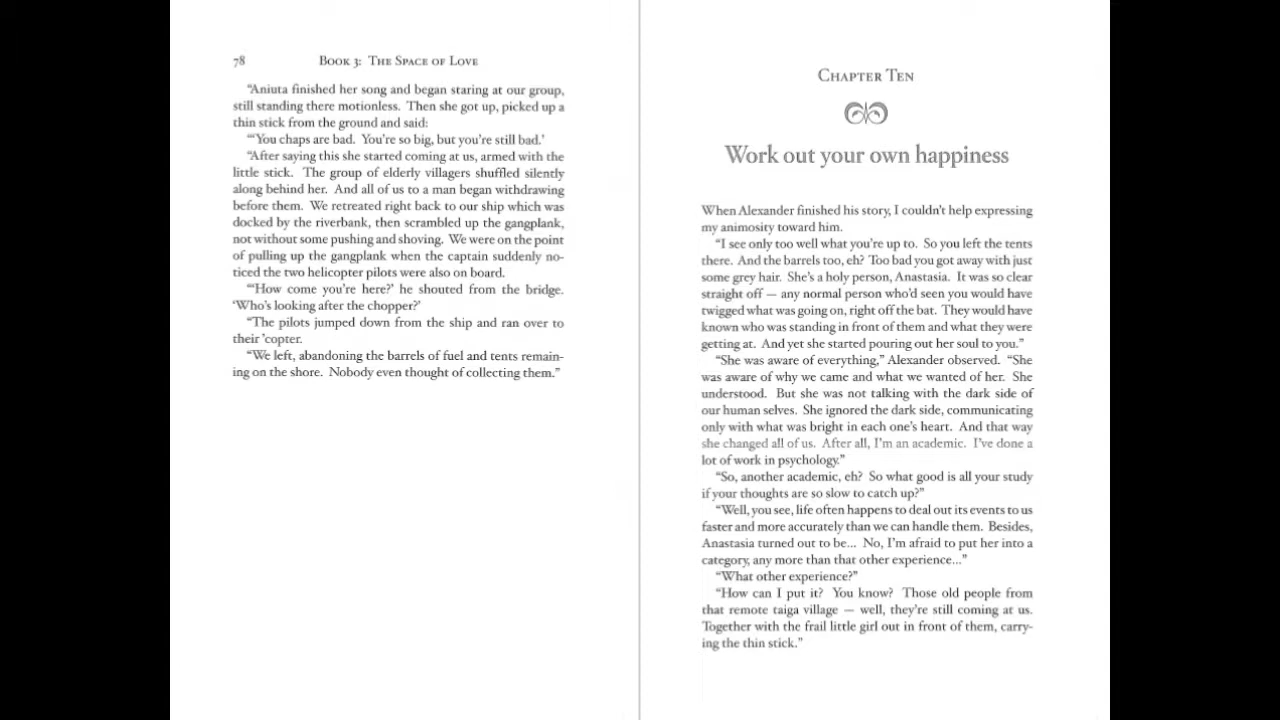 78
Book 3: The Space of Love
"Aniuta finished her song and began staring at our group,
still standing there motionless. Then she got up, picked up a
thin stick from the ground and said:
"'You chaps are bad. You're so big, but you're still bad.'
"After saying this she started coming at us, armed with the
little stick. The group of elderly villagers shuffled silently
along behind her. And all of us to a man began withdrawing
before them. We retreated right back to our ship which was
docked by the riverbank, then scrambled up the gangplank,
not without some pushing and shoving. We were on the point
of pulling up the gangplank when the captain suddenly no-
ticed the two helicopter pilots were also on board.
"'How come you're here?' he shouted from the bridge.
'Who's looking after the chopper?'
"The pilots jumped down from the ship and ran over to
their 'copter.
"We left, abandoning the barrels of fuel and tents remain-
ing on the shore. Nobody even thought of collecting them."
Chapter Ten
Work out your own happiness
When Alexander finished his story, I couldn't help expressing
my animosity toward him.
"I see only too well what you're up to. So you left the tents
there. And the barrels too, eh? Too bad you got away with just
some grey hair. She's a holy person, Anastasia. It was so clear
straight off — any normal person who'd seen you would have
twigged what was going on, right off the bat. They would have
known who was standing in front of them and what they were
getting at. And yet she started pouring out her soul to you."
"She was aware of everything," Alexander observed. "She
was aware of why we came and what we wanted of her. She
understood. But she was not talking with the dark side of
our human selves. She ignored the dark side, communicating
only with what was bright in each one's heart. And that way
she changed all of us. After all, I'm an academic. I've done a
lot of work in psychology."
"So, another academic, eh? So what good is all your study
if your thoughts are so slow to catch up?"
"Well, you see, life often happens to deal out its events to us
faster and more accurately than we can handle them. Besides,
Anastasia turned out to be... No, I'm afraid to put her into a
category, any more than that other experience..."
"What other experience?"
"How can I put it? You know? Those old people from
that remote taiga village — well, they're still coming at us.
Together with the frail little girl out in front of them, carry-
ing the thin stick."